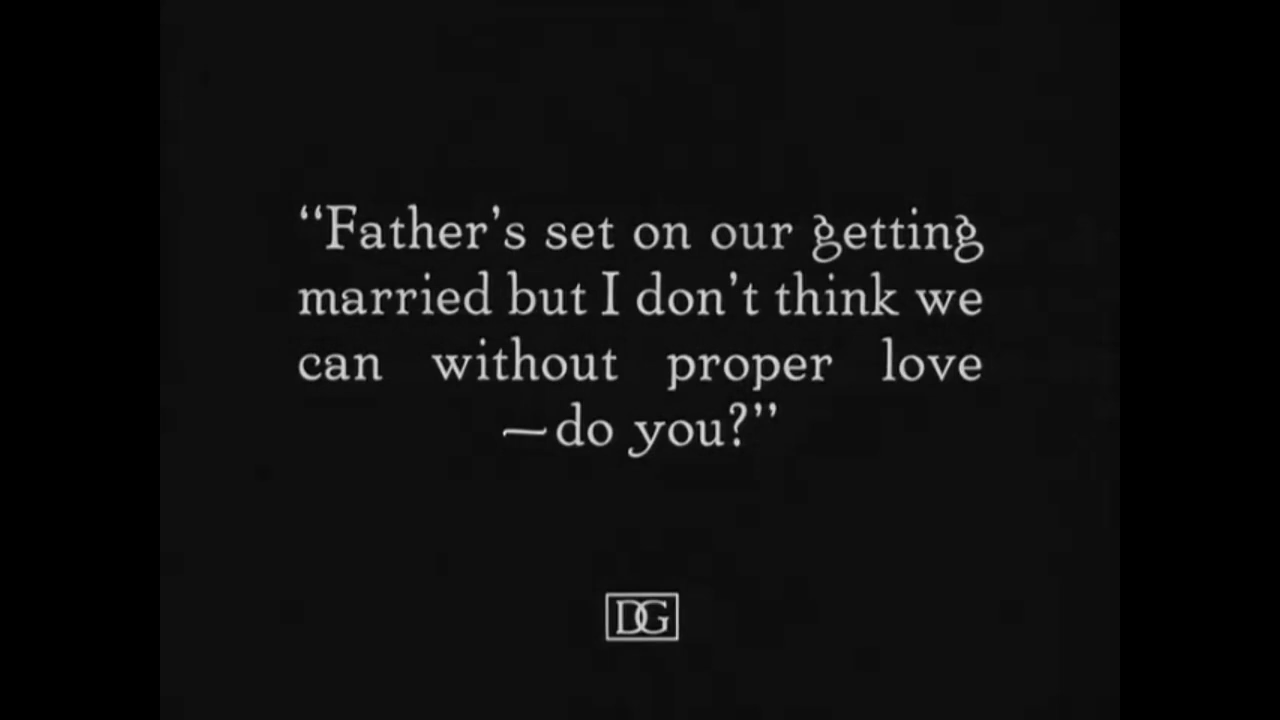 “Father’s set on our getting
married but I don’t think we
can without proper love
—do you?”
DG